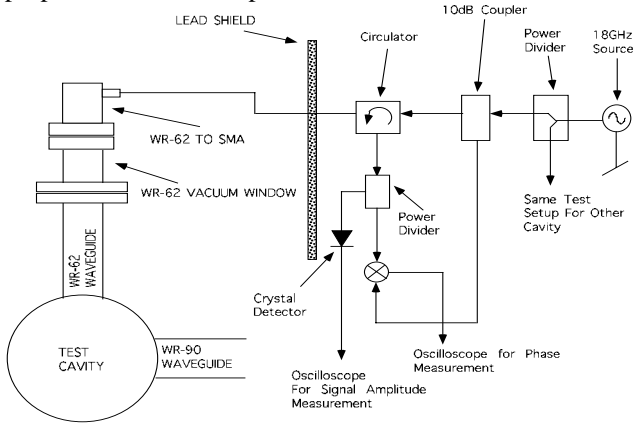 10dB Coupler
LEAD SHIELD
Circulator
Power
Divider
18GHz
Source
WR-62 TO SMA
WR-62 VACUUM WINDOW
Same Test
Setup For Other
Cavity
Power
Divider
WR-62
WAVEGUIDE
Crystal
Detector
TEST
CAVITY
WR-90
WAVEGUIDE
Oscilloscope for Phase
Measurement
Oscilloscope
For Signal Amplitude
Measurement